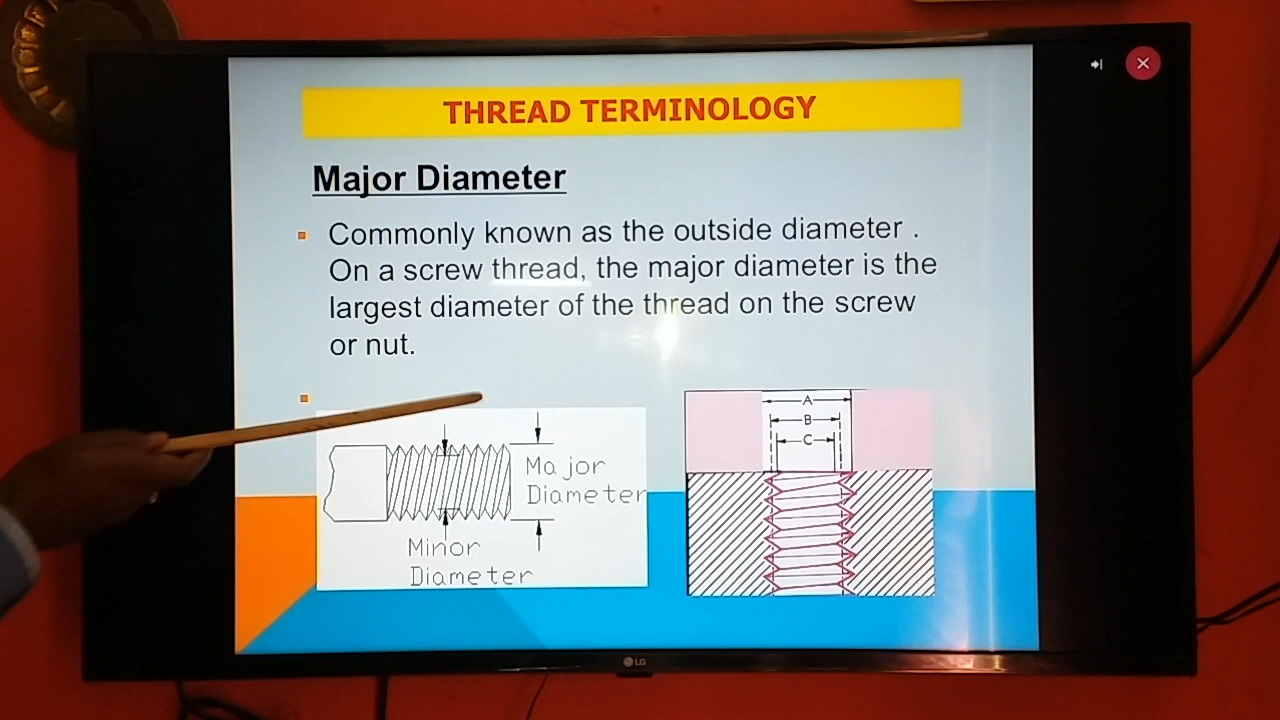 THREAD TERMINOLOGY
Major Diameter
Commonly known as the outside diameter .
On a screw thread, the major diameter is the
largest diameter of the thread on the screw
or nut.
Major
Diameter
Minor
Diameter
A
B
C
LG